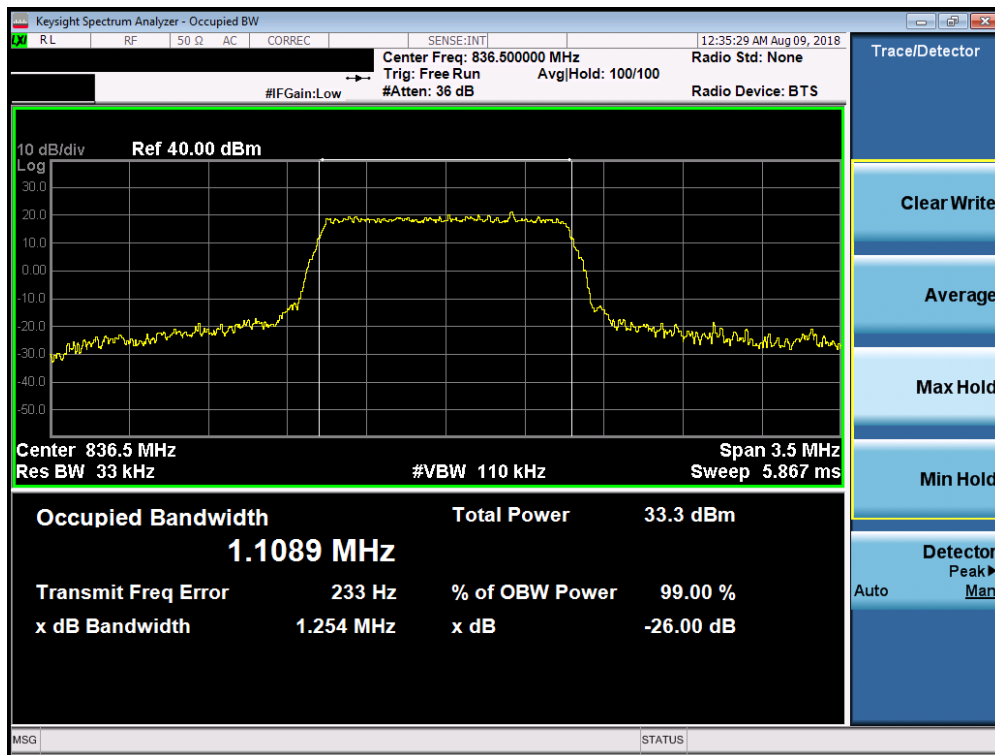 Keysight Spectrum Analyzer - Occupied BW
LXI RL RF 50 Ω AC CORREC SENSE:INT 12:35:29 AM Aug 09, 2018
Center Freq: 836.500000 MHz Radio Std: None
Trig: Free Run Avg|Hold: 100/100
#IFGain:Low #Atten: 36 dB Radio Device: BTS
Trace/Detector
10 dB/div Ref 40.00 dBm
Log
30.0
20.0
10.0
0.00
-10.0
-20.0
-30.0
-40.0
-50.0
Center 836.5 MHz Span 3.5 MHz
Res BW 33 kHz #VBW 110 kHz Sweep 5.867 ms
Occupied Bandwidth Total Power 33.3 dBm
1.1089 MHz
Transmit Freq Error 233 Hz % of OBW Power 99.00 %
x dB Bandwidth 1.254 MHz x dB -26.00 dB
Clear Write
Average
Max Hold
Min Hold
Detector
Peak▶
Auto Man
MSG STATUS